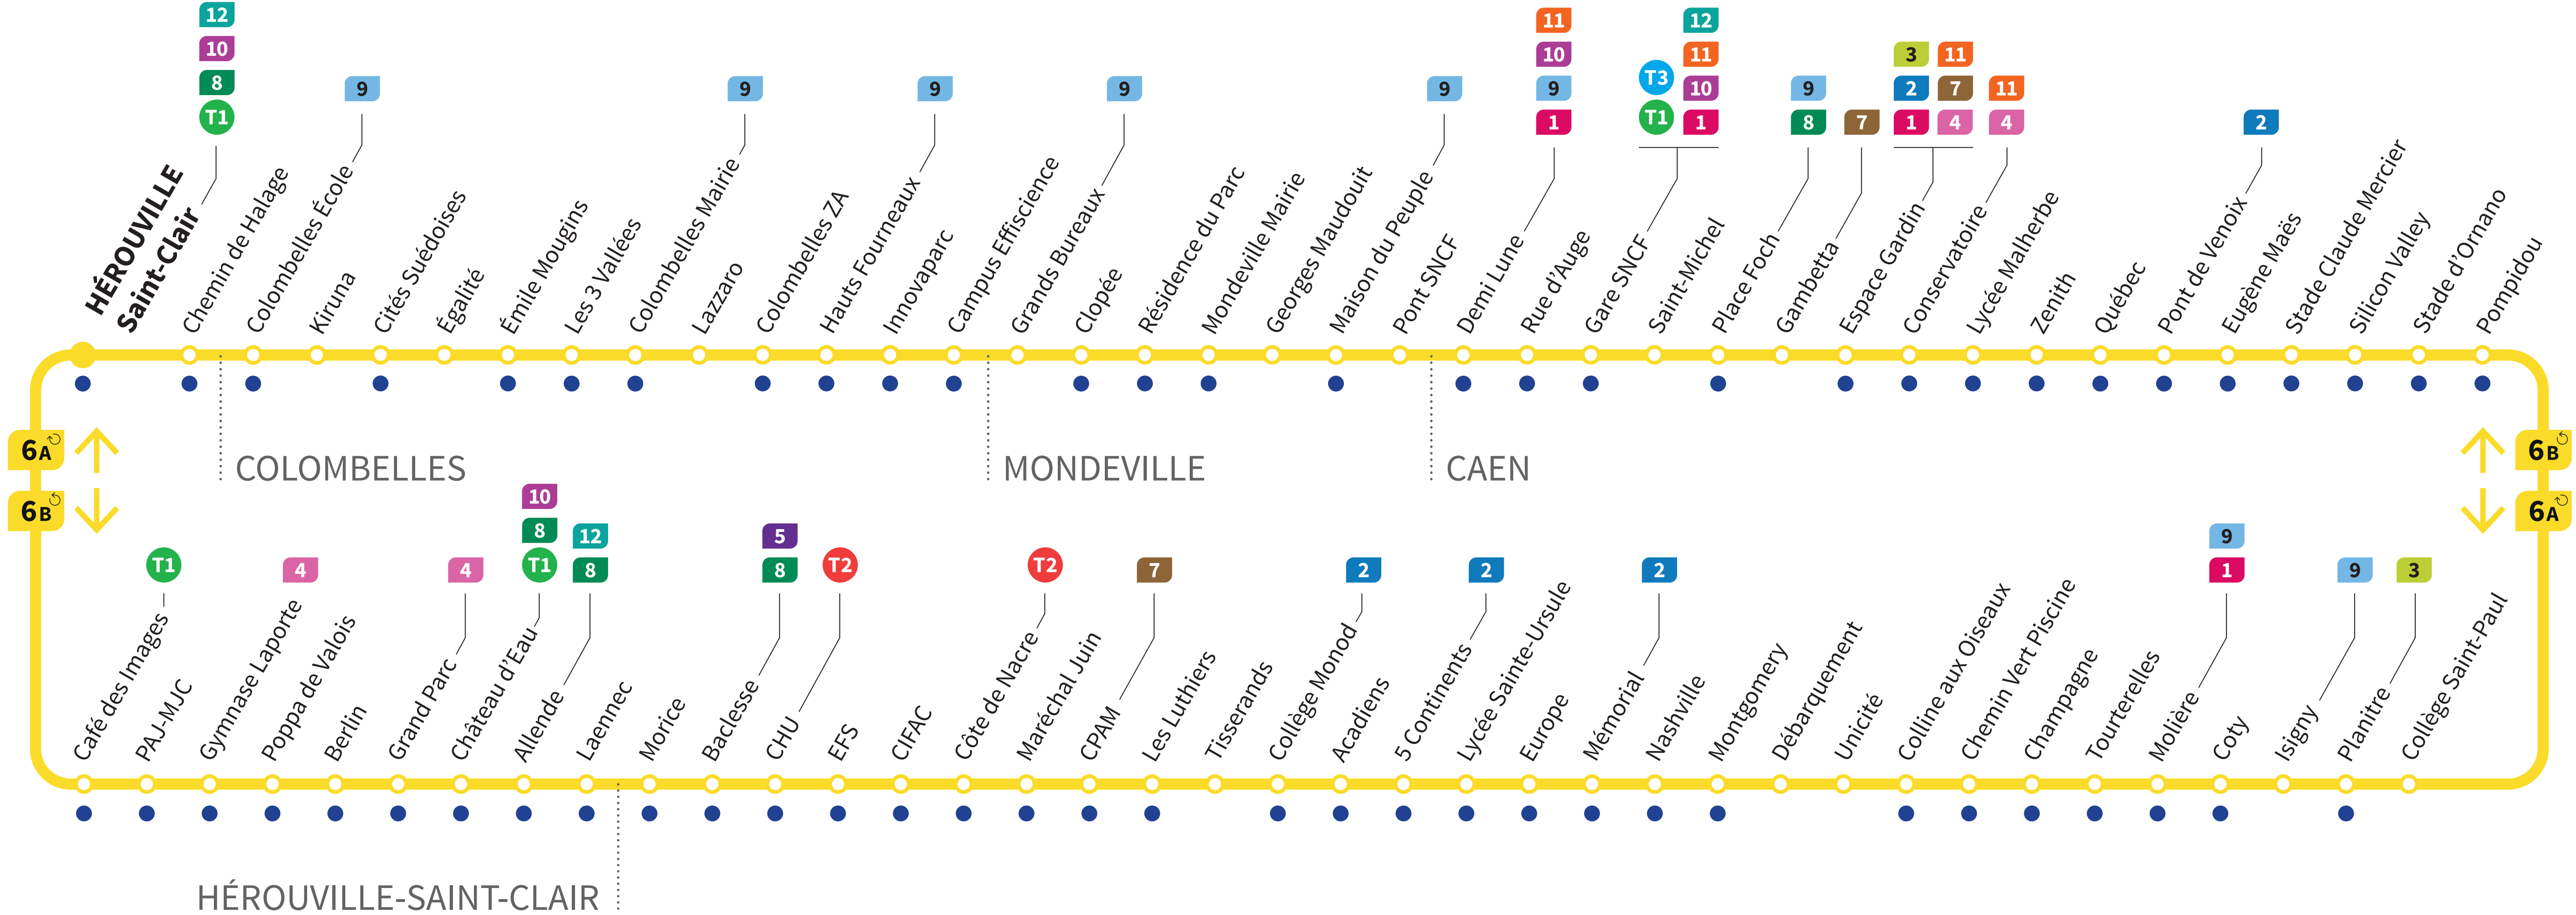 12
10
8
T1
9
9
9
9
9
11
10
9
1
T3
T1
12
11
10
1
9
8
7
3
2
1
11
7
4
11
4
2
HÉROUVILLE
Saint-Clair
Chemin de Halage
Colombelles École
Kiruna
Cités Suédoises
Égalité
Émile Mougins
Les 3 Vallées
Colombelles Mairie
Lazzaro
Colombelles ZA
Hauts Fourneaux
Innovaparc
Campus Effiscience
Grands Bureaux
Clopée
Résidence du Parc
Mondeville Mairie
Georges Maudouit
Maison du Peuple
Pont SNCF
Demi Lune
Rue d'Auge
Gare SNCF
Saint-Michel
Place Foch
Gambetta
Espace Gardin
Conservatoire
Lycée Malherbe
Zenith
Québec
Pont de Venoix
Eugène Maës
Stade Claude Mercier
Silicon Valley
Stade d'Ornano
Pompidou
6A
6B
COLOMBELLES
MONDEVILLE
CAEN
6B
6A
T1
4
4
10
8
T1
12
8
5
8
T2
T2
7
2
2
2
9
1
9
3
Café des Images
PAJ-MJC
Gymnase Laporte
Poppa de Valois
Berlin
Grand Parc
Château d'Eau
Allende
Laennec
Morice
Baclesse
CHU
EFS
CIFAC
Côte de Nacre
Maréchal Juin
CPAM
Les Luthiers
Tisserands
Collège Monod
Acadiens
5 Continents
Lycée Sainte-Ursule
Europe
Mémorial
Nashville
Montgomery
Débarquement
Unicité
Colline aux Oiseaux
Chemin Vert Piscine
Champagne
Tourterelles
Molière
Coty
Isigny
Planitre
Collège Saint-Paul
HÉROUVILLE-SAINT-CLAIR